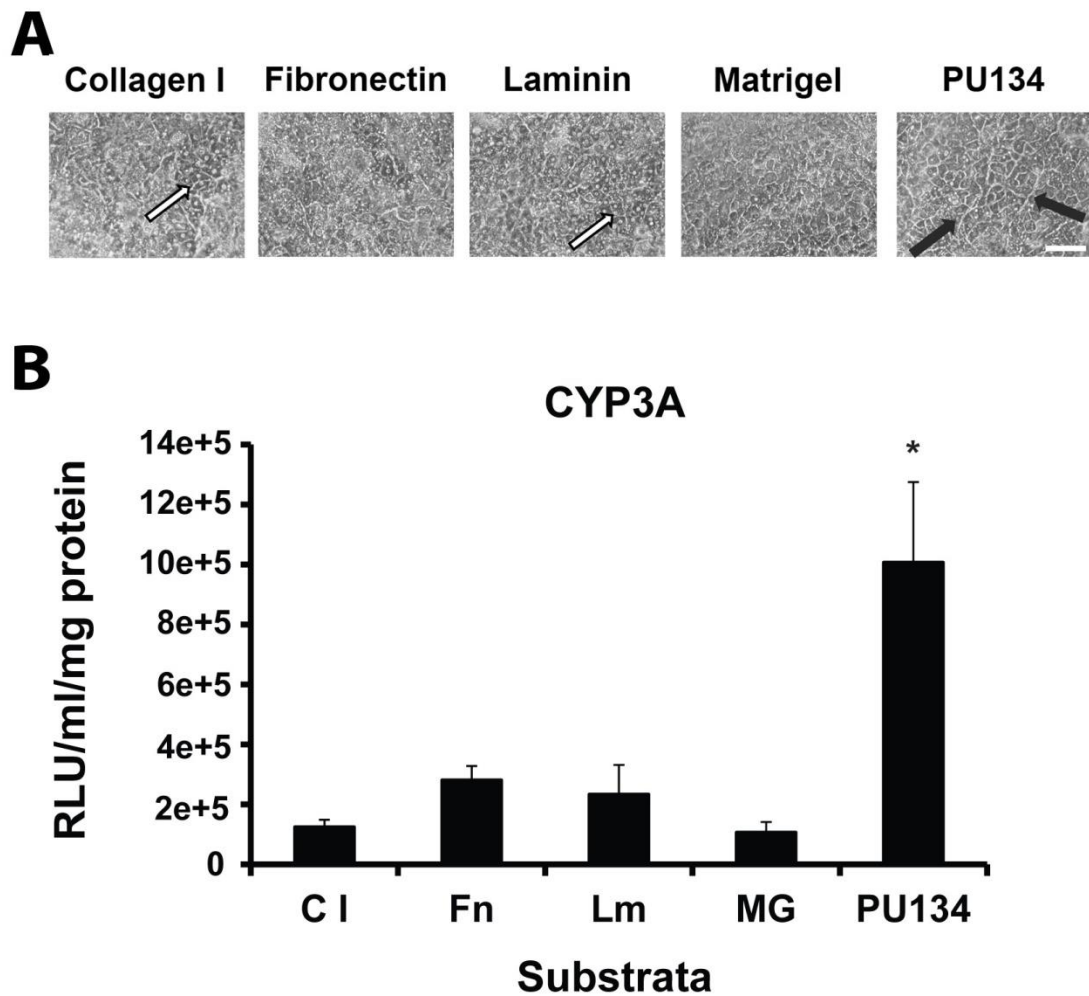 A
Collagen I Fibronectin Laminin Matrigel PU134
B
CYP3A
14e+5
12e+5
10e+5
8e+5
6e+5
4e+5
2e+5
0
*
RLU/ml/mg protein
C I Fn Lm MG PU134
Substrata